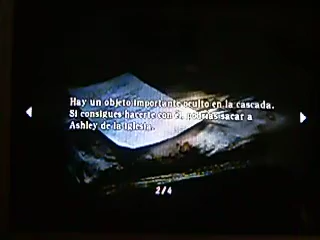 Hay un objeto importante oculto en la cascada.
Si consigues hacerte con él, podrías sacar a
Ashley de la iglesia.
2/4